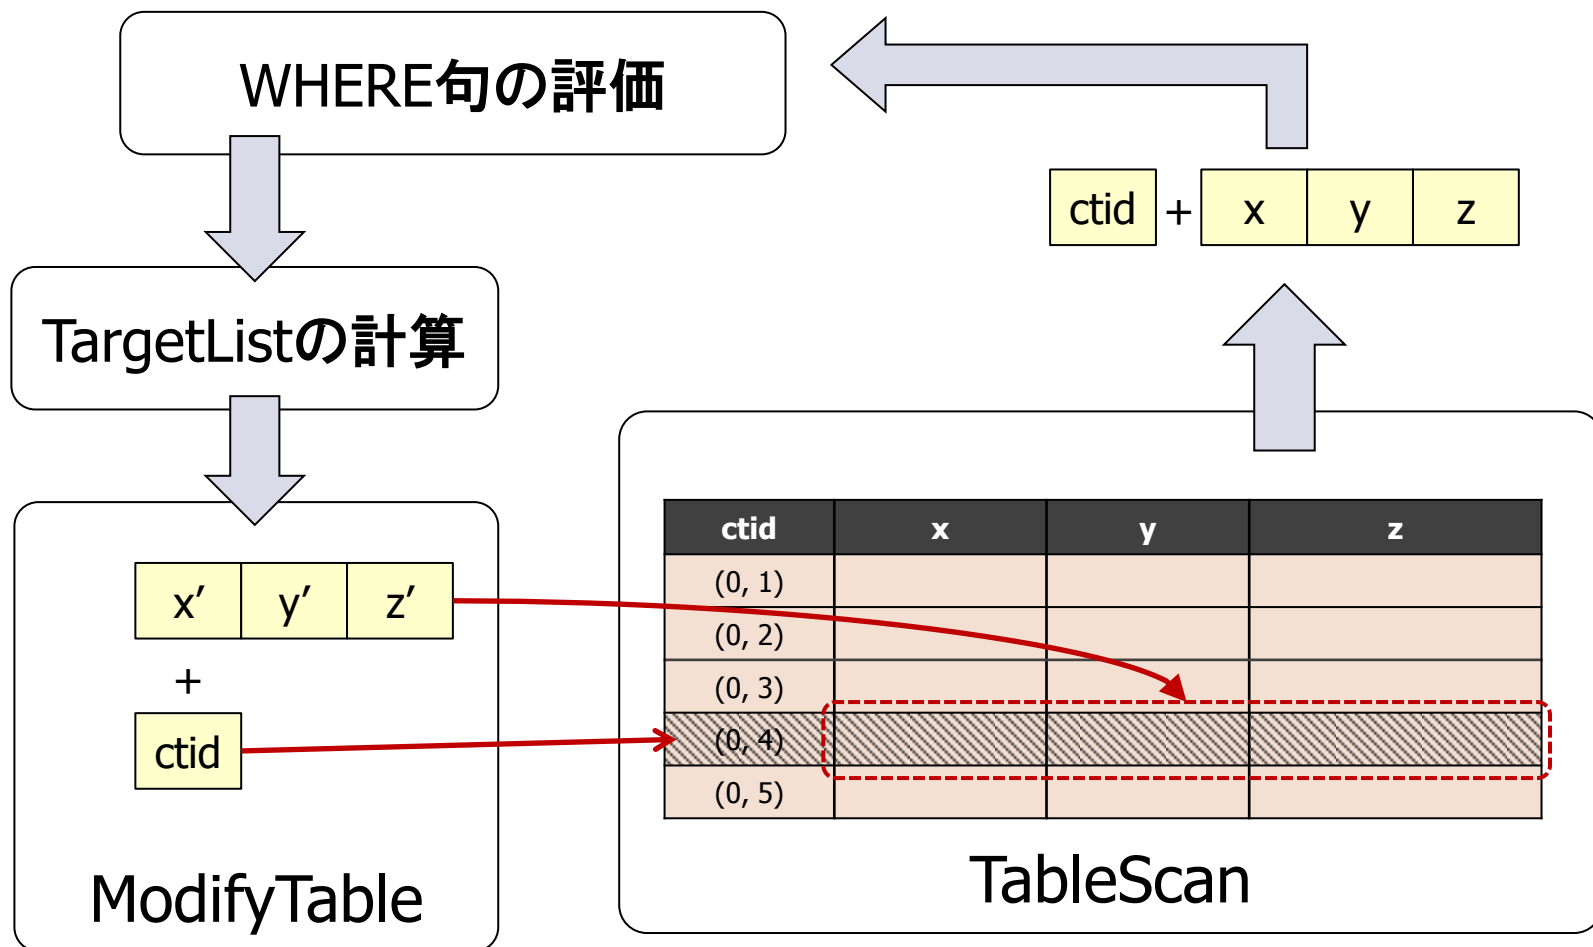 WHERE句の評価
ctid + x y z
TargetListの計算
x′ y′ z′
+
ctid
ModifyTable
ctid x y z
(0, 1)
(0, 2)
(0, 3)
(0, 4)
(0, 5)
TableScan